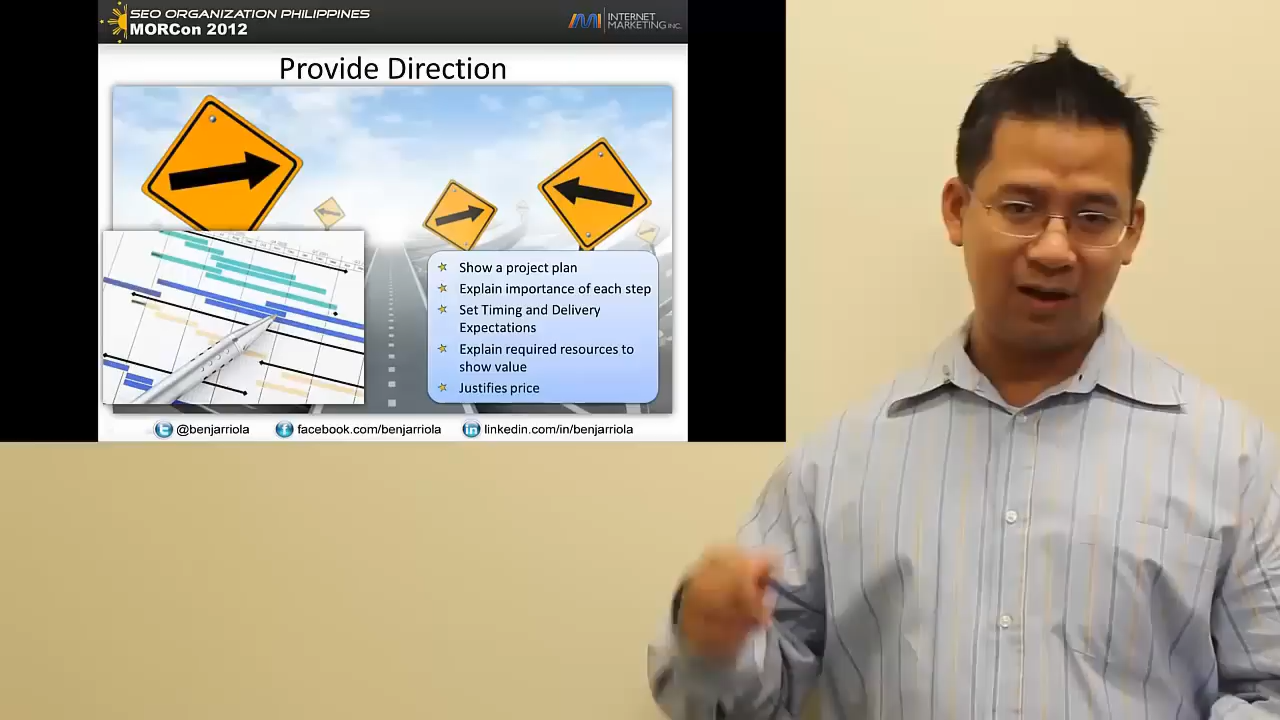 SEO ORGANIZATION PHILIPPINES
MORCon 2012
INTERNET
MARKETING INC.
Provide Direction
Show a project plan
Explain importance of each step
Set Timing and Delivery
Expectations
Explain required resources to
show value
Justifies price
@benjarriola
facebook.com/benjarriola
linkedin.com/in/benjarriola